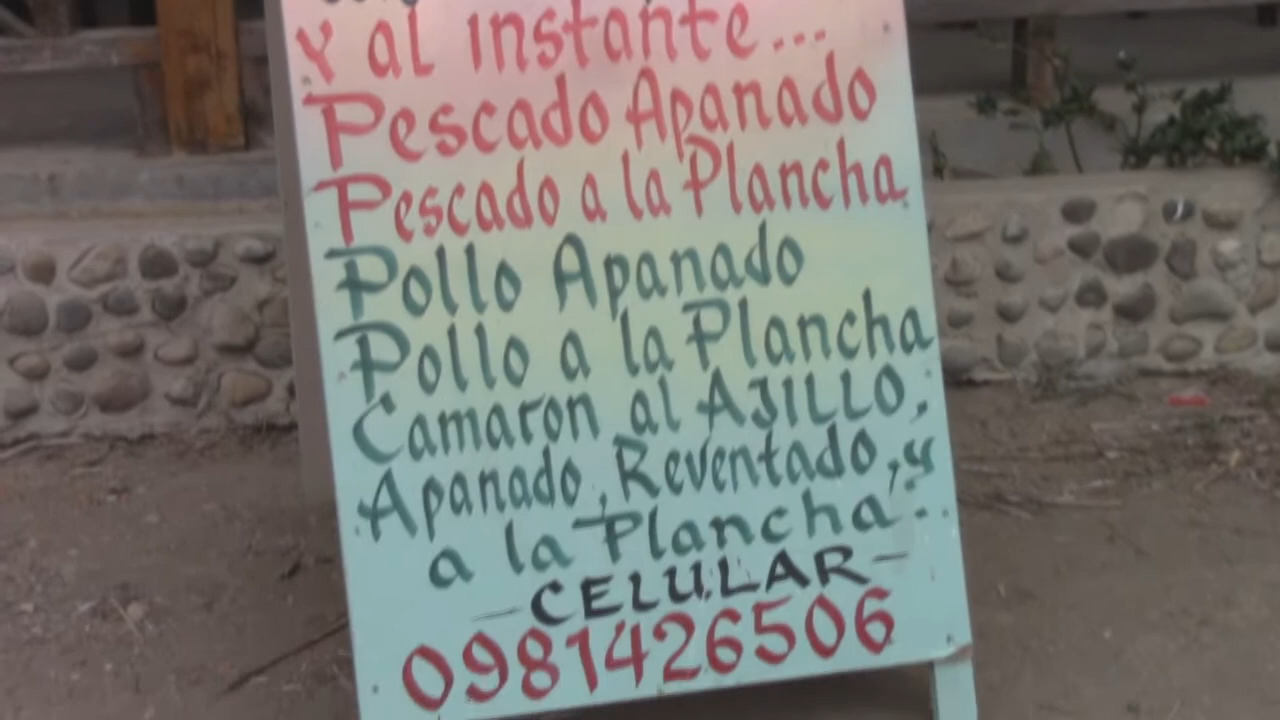 Y al instante...
Pescado Apanado
Pescado a la Plancha
Pollo Apanado
Pollo a la Plancha
Camaron al AJILLO,
Apanado, Reventado, y
a la Plancha..
-CELULAR-
0981426506